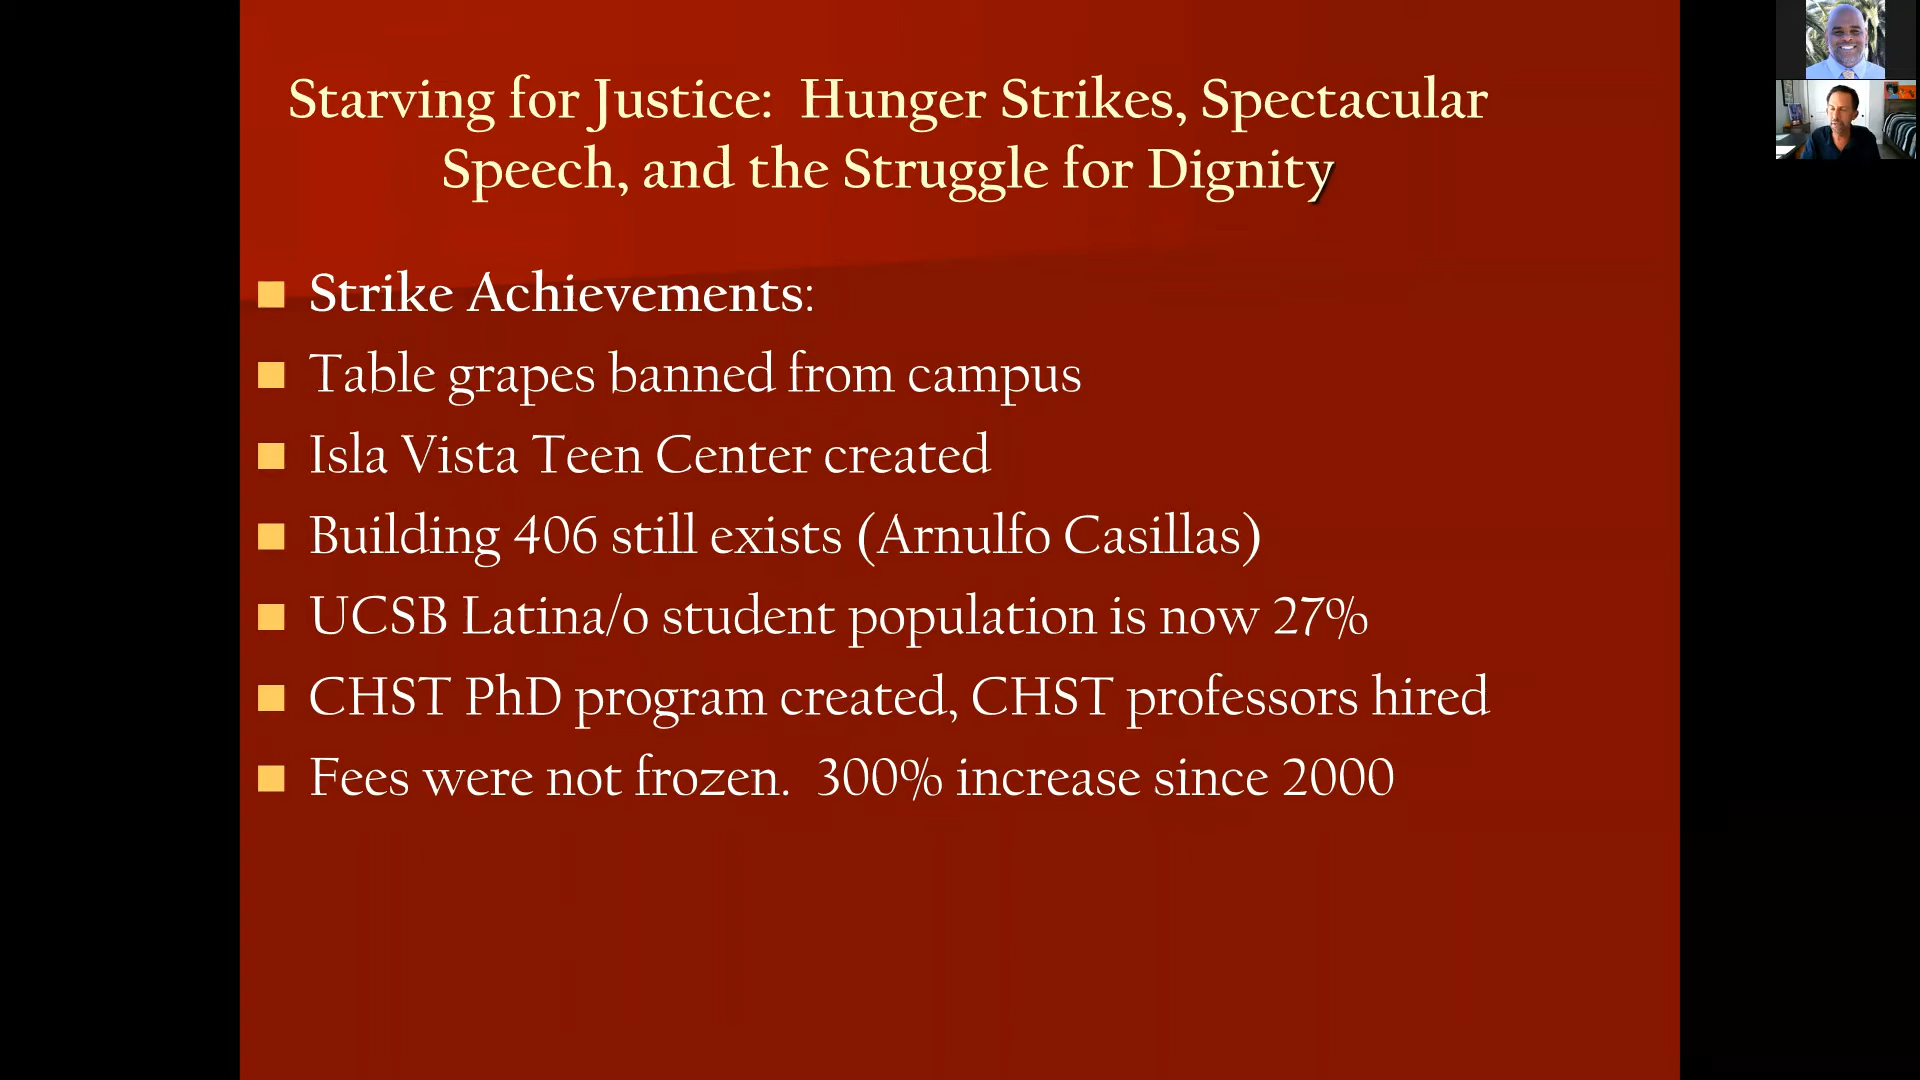 Starving for Justice: Hunger Strikes, Spectacular
Speech, and the Struggle for Dignity
Strike Achievements:
Table grapes banned from campus
Isla Vista Teen Center created
Building 406 still exists (Arnulfo Casillas)
UCSB Latina/o student population is now 27%
CHST PhD program created, CHST professors hired
Fees were not frozen. 300% increase since 2000